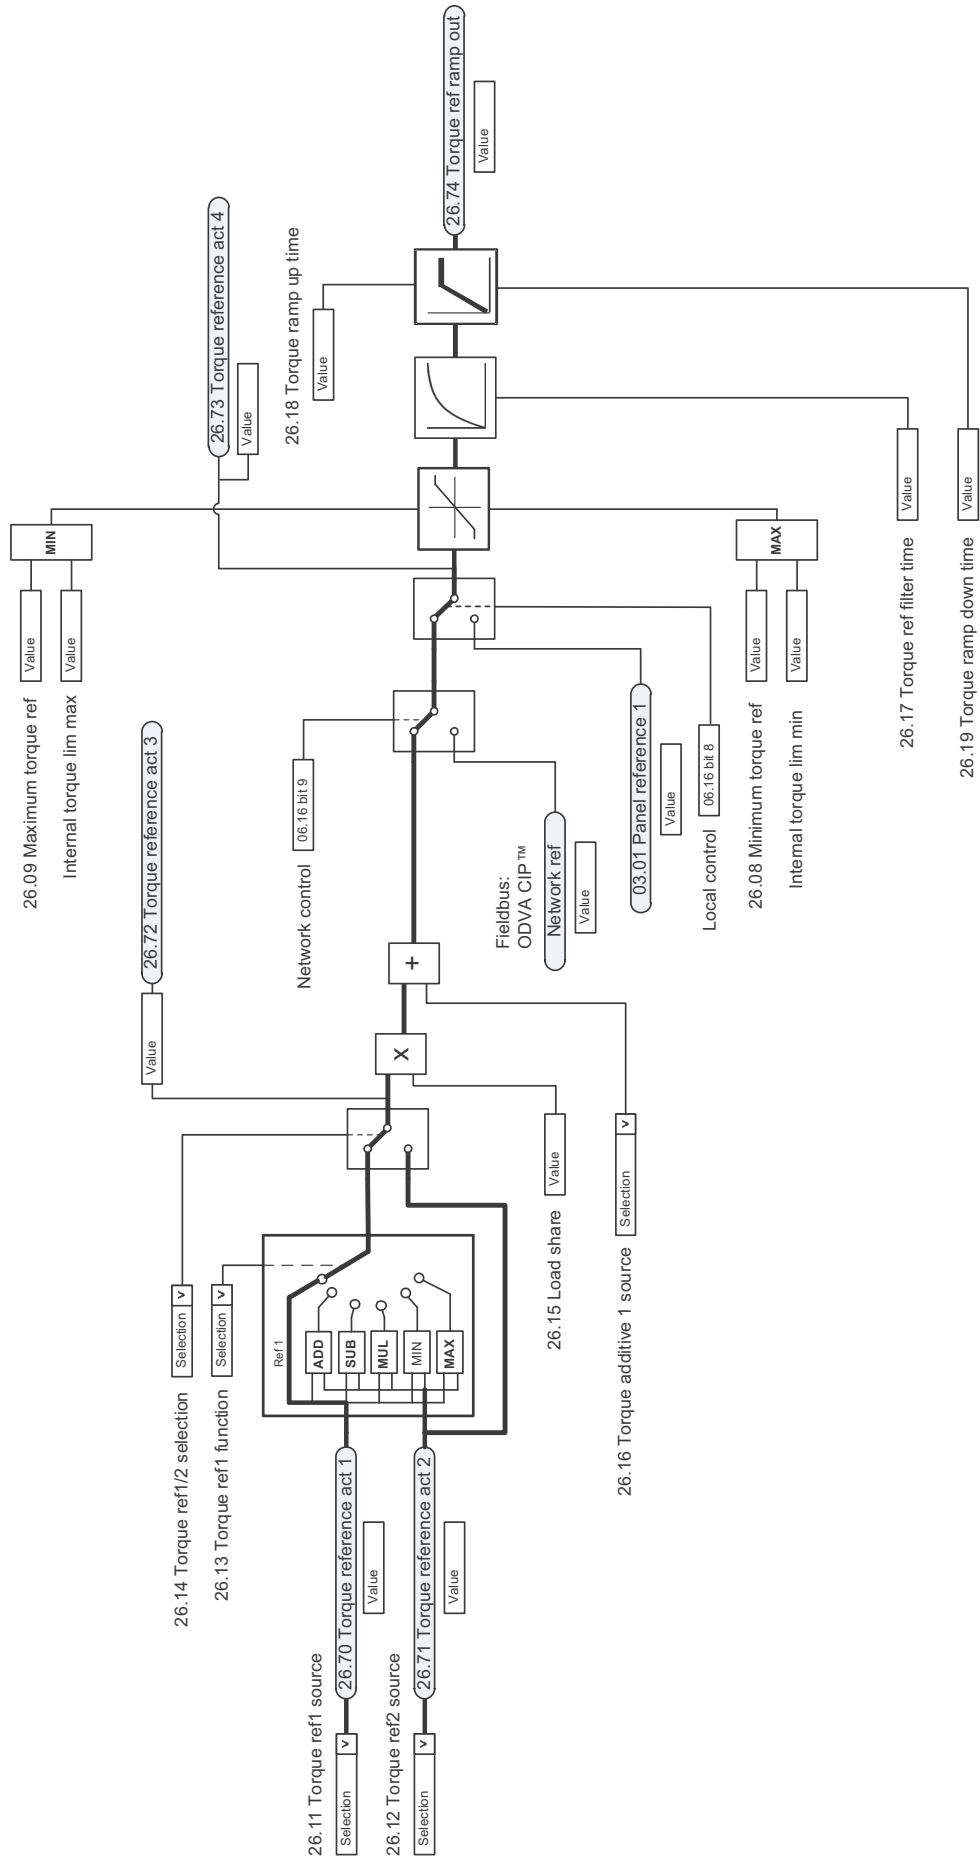 26.11 Torque ref1 source
Selection
v
26.70 Torque reference act 1
Value
26.12 Torque ref2 source
Selection
v
26.71 Torque reference act 2
Value
26.14 Torque ref1/2 selection
Selection
v
26.13 Torque ref1 function
Selection
v
Ref 1
ADD
SUB
MUL
MIN
MAX
Value
26.72 Torque reference act 3
X
26.15 Load share
Value
+
26.16 Torque additive 1 source
Selection
v
Network control
06.16 bit 9
Fieldbus:
ODVA CIP™
Network ref
Value
03.01 Panel reference 1
Value
Local control
06.16 bit 8
26.73 Torque reference act 4
Value
26.09 Maximum torque ref
Value
Internal torque lim max
Value
MIN
26.08 Minimum torque ref
Value
Internal torque lim min
Value
MAX
26.17 Torque ref filter time
Value
26.18 Torque ramp up time
Value
26.19 Torque ramp down time
Value
26.74 Torque ref ramp out
Value